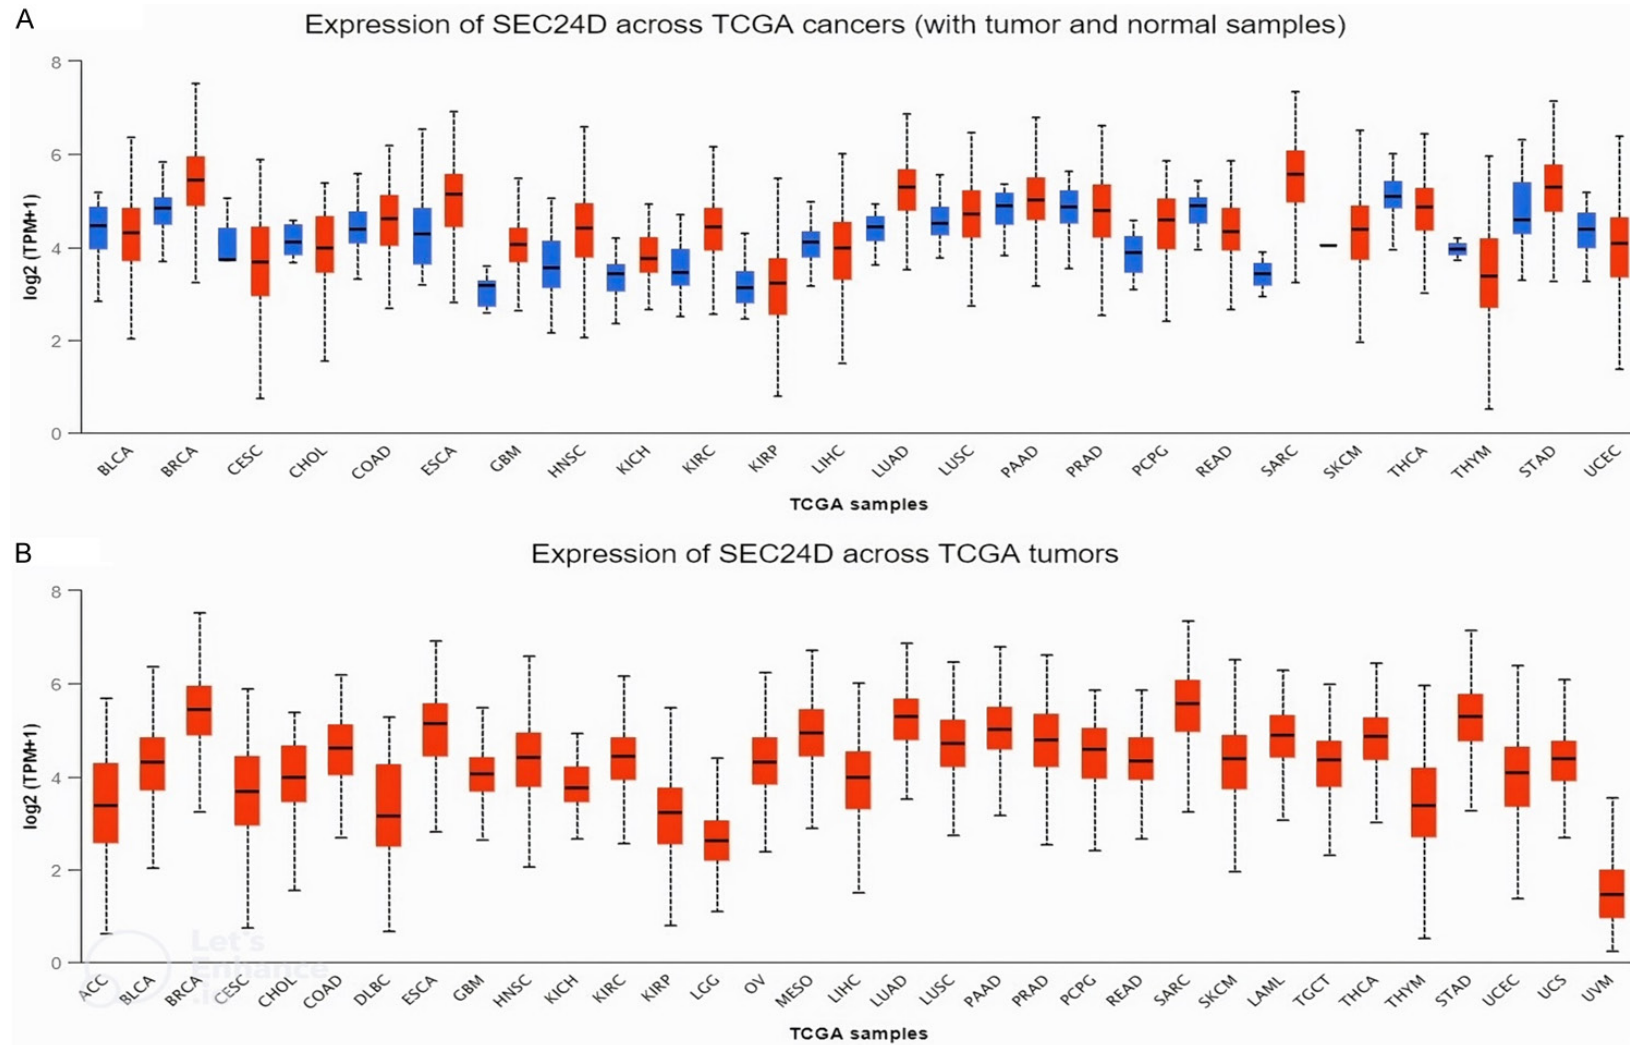 A
Expression of SEC24D across TCGA cancers (with tumor and normal samples)
8
6
4
2
0
log2 (TPM+1)
BLCA BRCA CESC CHOL COAD ESCA GBM HNSC KICH KIRC KIRP LIHC LUAD LUSC PAAD PRAD PCPG READ SARC SKCM THCA THYM STAD UCEC
TCGA samples
B
Expression of SEC24D across TCGA tumors
8
6
4
2
0
log2 (TPM+1)
Let's
Enhance
.io
ACC BLCA BRCA CESC CHOL COAD DLBC ESCA GBM HNSC KICH KIRC KIRP LGG OV MESO LIHC LUAD LUSC PAAD PRAD PCPG READ SARC SKCM LAML TGCT THCA THYM STAD UCEC UCS UVM
TCGA samples